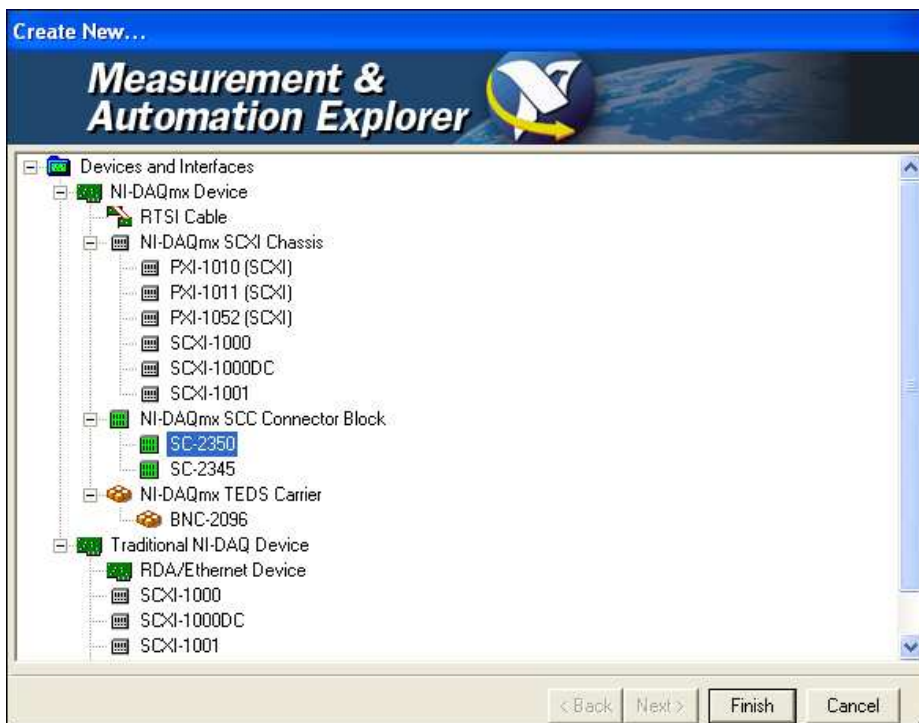 Create New...
Measurement &
Automation Explorer
Devices and Interfaces
NI-DAQmx Device
RTSI Cable
NI-DAQmx SCXI Chassis
PXI-1010 (SCXI)
PXI-1011 (SCXI)
PXI-1052 (SCXI)
SCXI-1000
SCXI-1000DC
SCXI-1001
NI-DAQmx SCC Connector Block
SC-2350
SC-2345
NI-DAQmx TEDS Carrier
BNC-2096
Traditional NI-DAQ Device
RDA/Ethernet Device
SCXI-1000
SCXI-1000DC
SCXI-1001
< Back Next > Finish Cancel